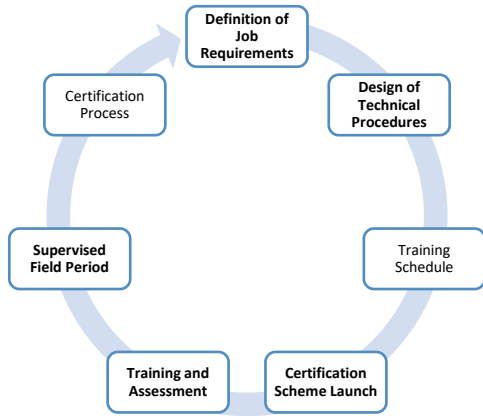 Definition of
Job
Requirements
Design of
Technical
Procedures
Training
Schedule
Certification
Scheme Launch
Training and
Assessment
Supervised
Field Period
Certification
Process